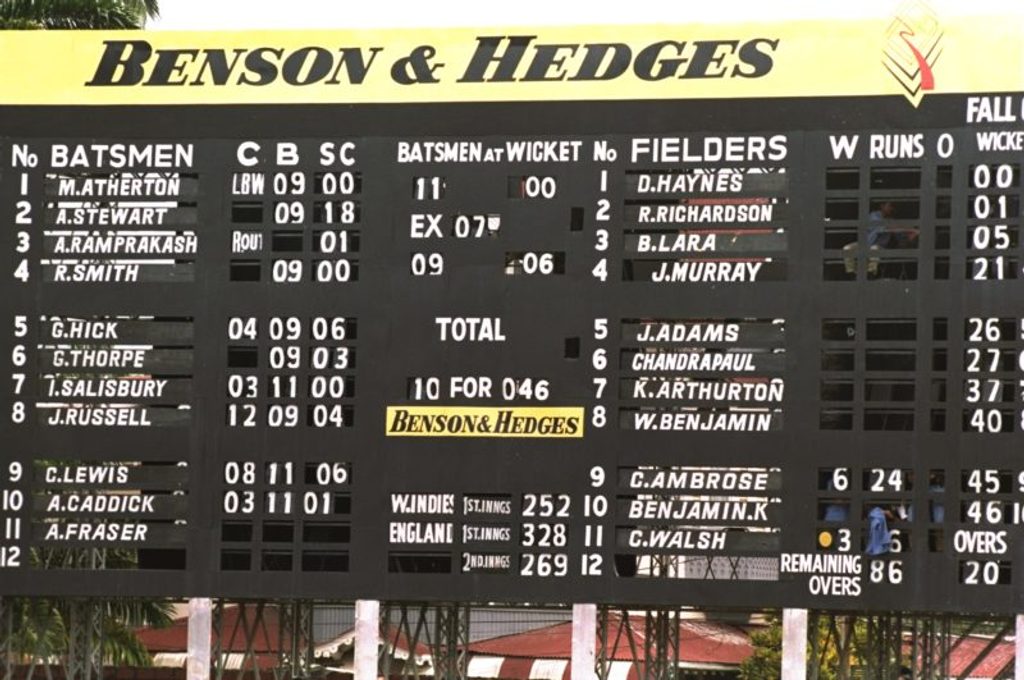 BENSON & HEDGES
FALL
No BATSMEN C B SC BATSMEN AT WICKET No FIELDERS W RUNS O WICKE
1 M.ATHERTON LBW 09 00 11 00 1 D.HAYNES 00
2 A.STEWART 09 18 EX 07 2 R.RICHARDSON 01
3 A.RAMPRAKASH ROUT 01 3 B.LARA 05
4 R.SMITH 09 00 09 06 4 J.MURRAY 21
5 G.HICK 04 09 06 TOTAL 5 J.ADAMS 26
6 G.THORPE 09 03 6 CHANDRAPAUL 27
7 I.SALISBURY 03 11 00 10 FOR 046 7 K.ARTHURTON 37
8 J.RUSSELL 12 09 04 BENSON & HEDGES 8 W.BENJAMIN 40
9 C.LEWIS 08 11 06 9 C.AMBROSE 6 24 45
10 A.CADDICK 03 11 01 W.INDIES 1ST.INNGS 252 10 BENJAMIN.K 46
11 A.FRASER ENGLAND 1ST.INNGS 328 11 C.WALSH 3 OVERS
12 2ND.INNGS 269 12 REMAINING OVERS 86 20